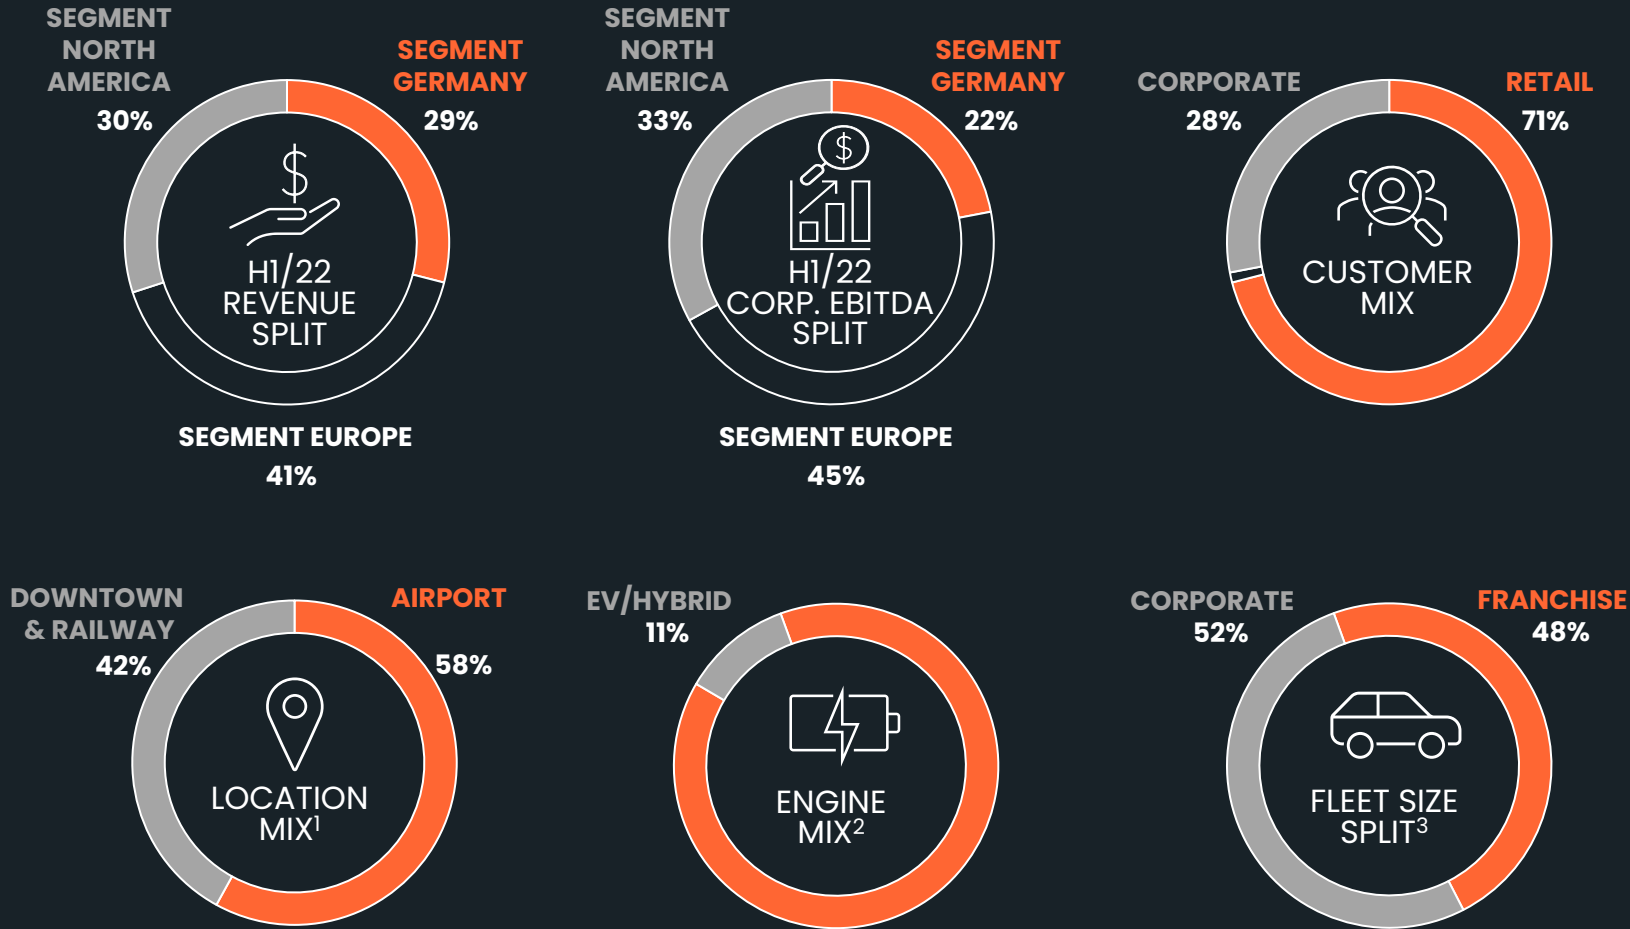 SEGMENT
NORTH
AMERICA
30%
SEGMENT
GERMANY
29%
$
H1/22
REVENUE
SPLIT
SEGMENT EUROPE
41%
SEGMENT
NORTH
AMERICA
33%
SEGMENT
GERMANY
22%
$
H1/22
CORP. EBITDA
SPLIT
SEGMENT EUROPE
45%
CORPORATE
28%
RETAIL
71%
CUSTOMER
MIX
DOWNTOWN
& RAILWAY
42%
AIRPORT
58%
LOCATION
MIX¹
EV/HYBRID
11%
ENGINE
MIX²
CORPORATE
52%
FRANCHISE
48%
FLEET SIZE
SPLIT³